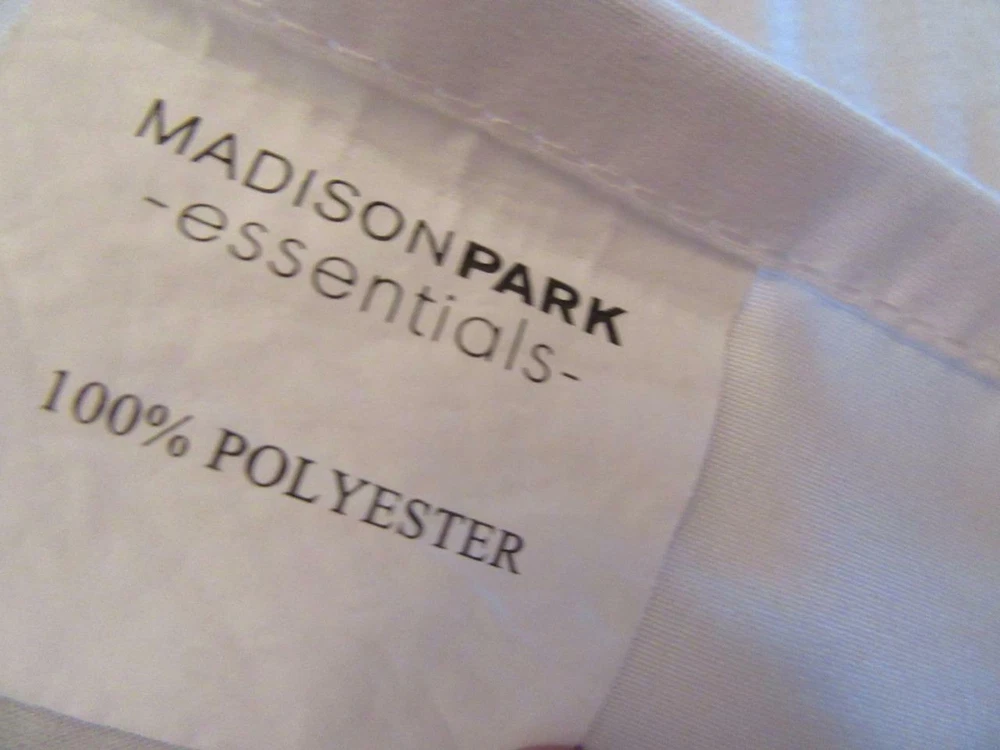 MADISONPARK
-essentials-
100% POLYESTER